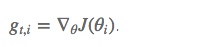 g_{t,i} = ∇_θ J(θ_i).